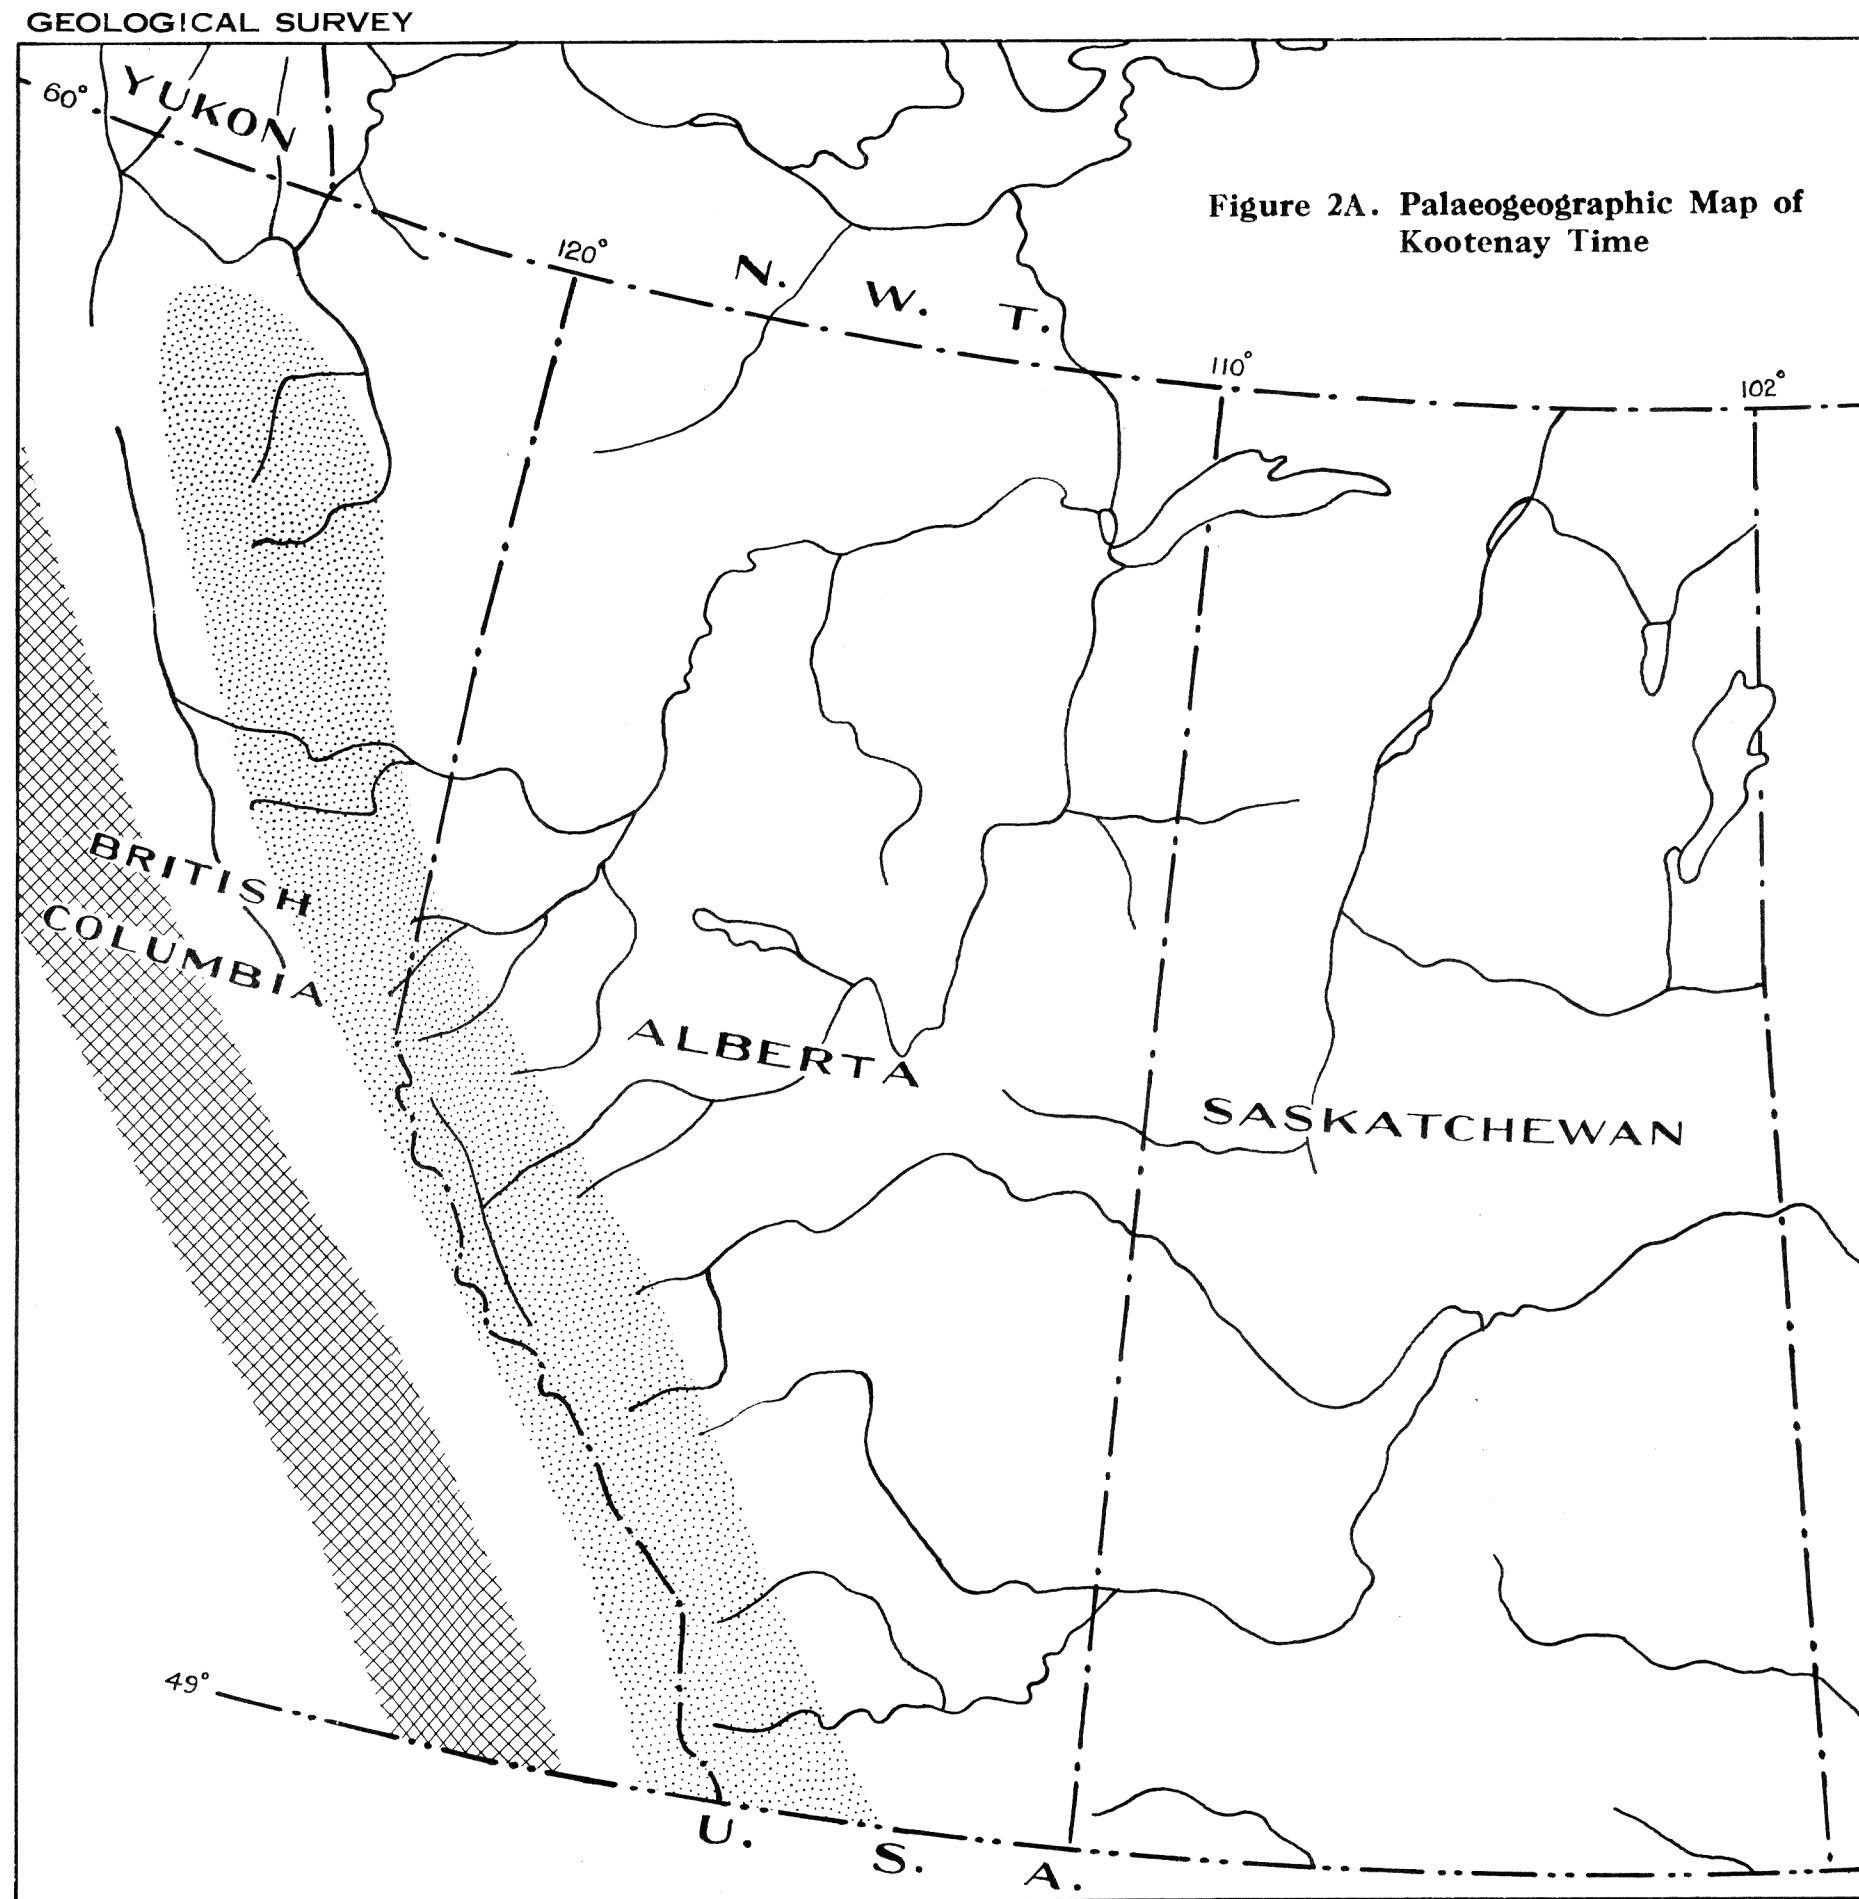 GEOLOGICAL SURVEY
60°
YUKON
Figure 2A. Palaeogeographic Map of
Kootenay Time
120°
N. W. T.
110°
102°
BRITISH
COLUMBIA
ALBERTA
SASKATCHEWAN
49°
U. S. A.